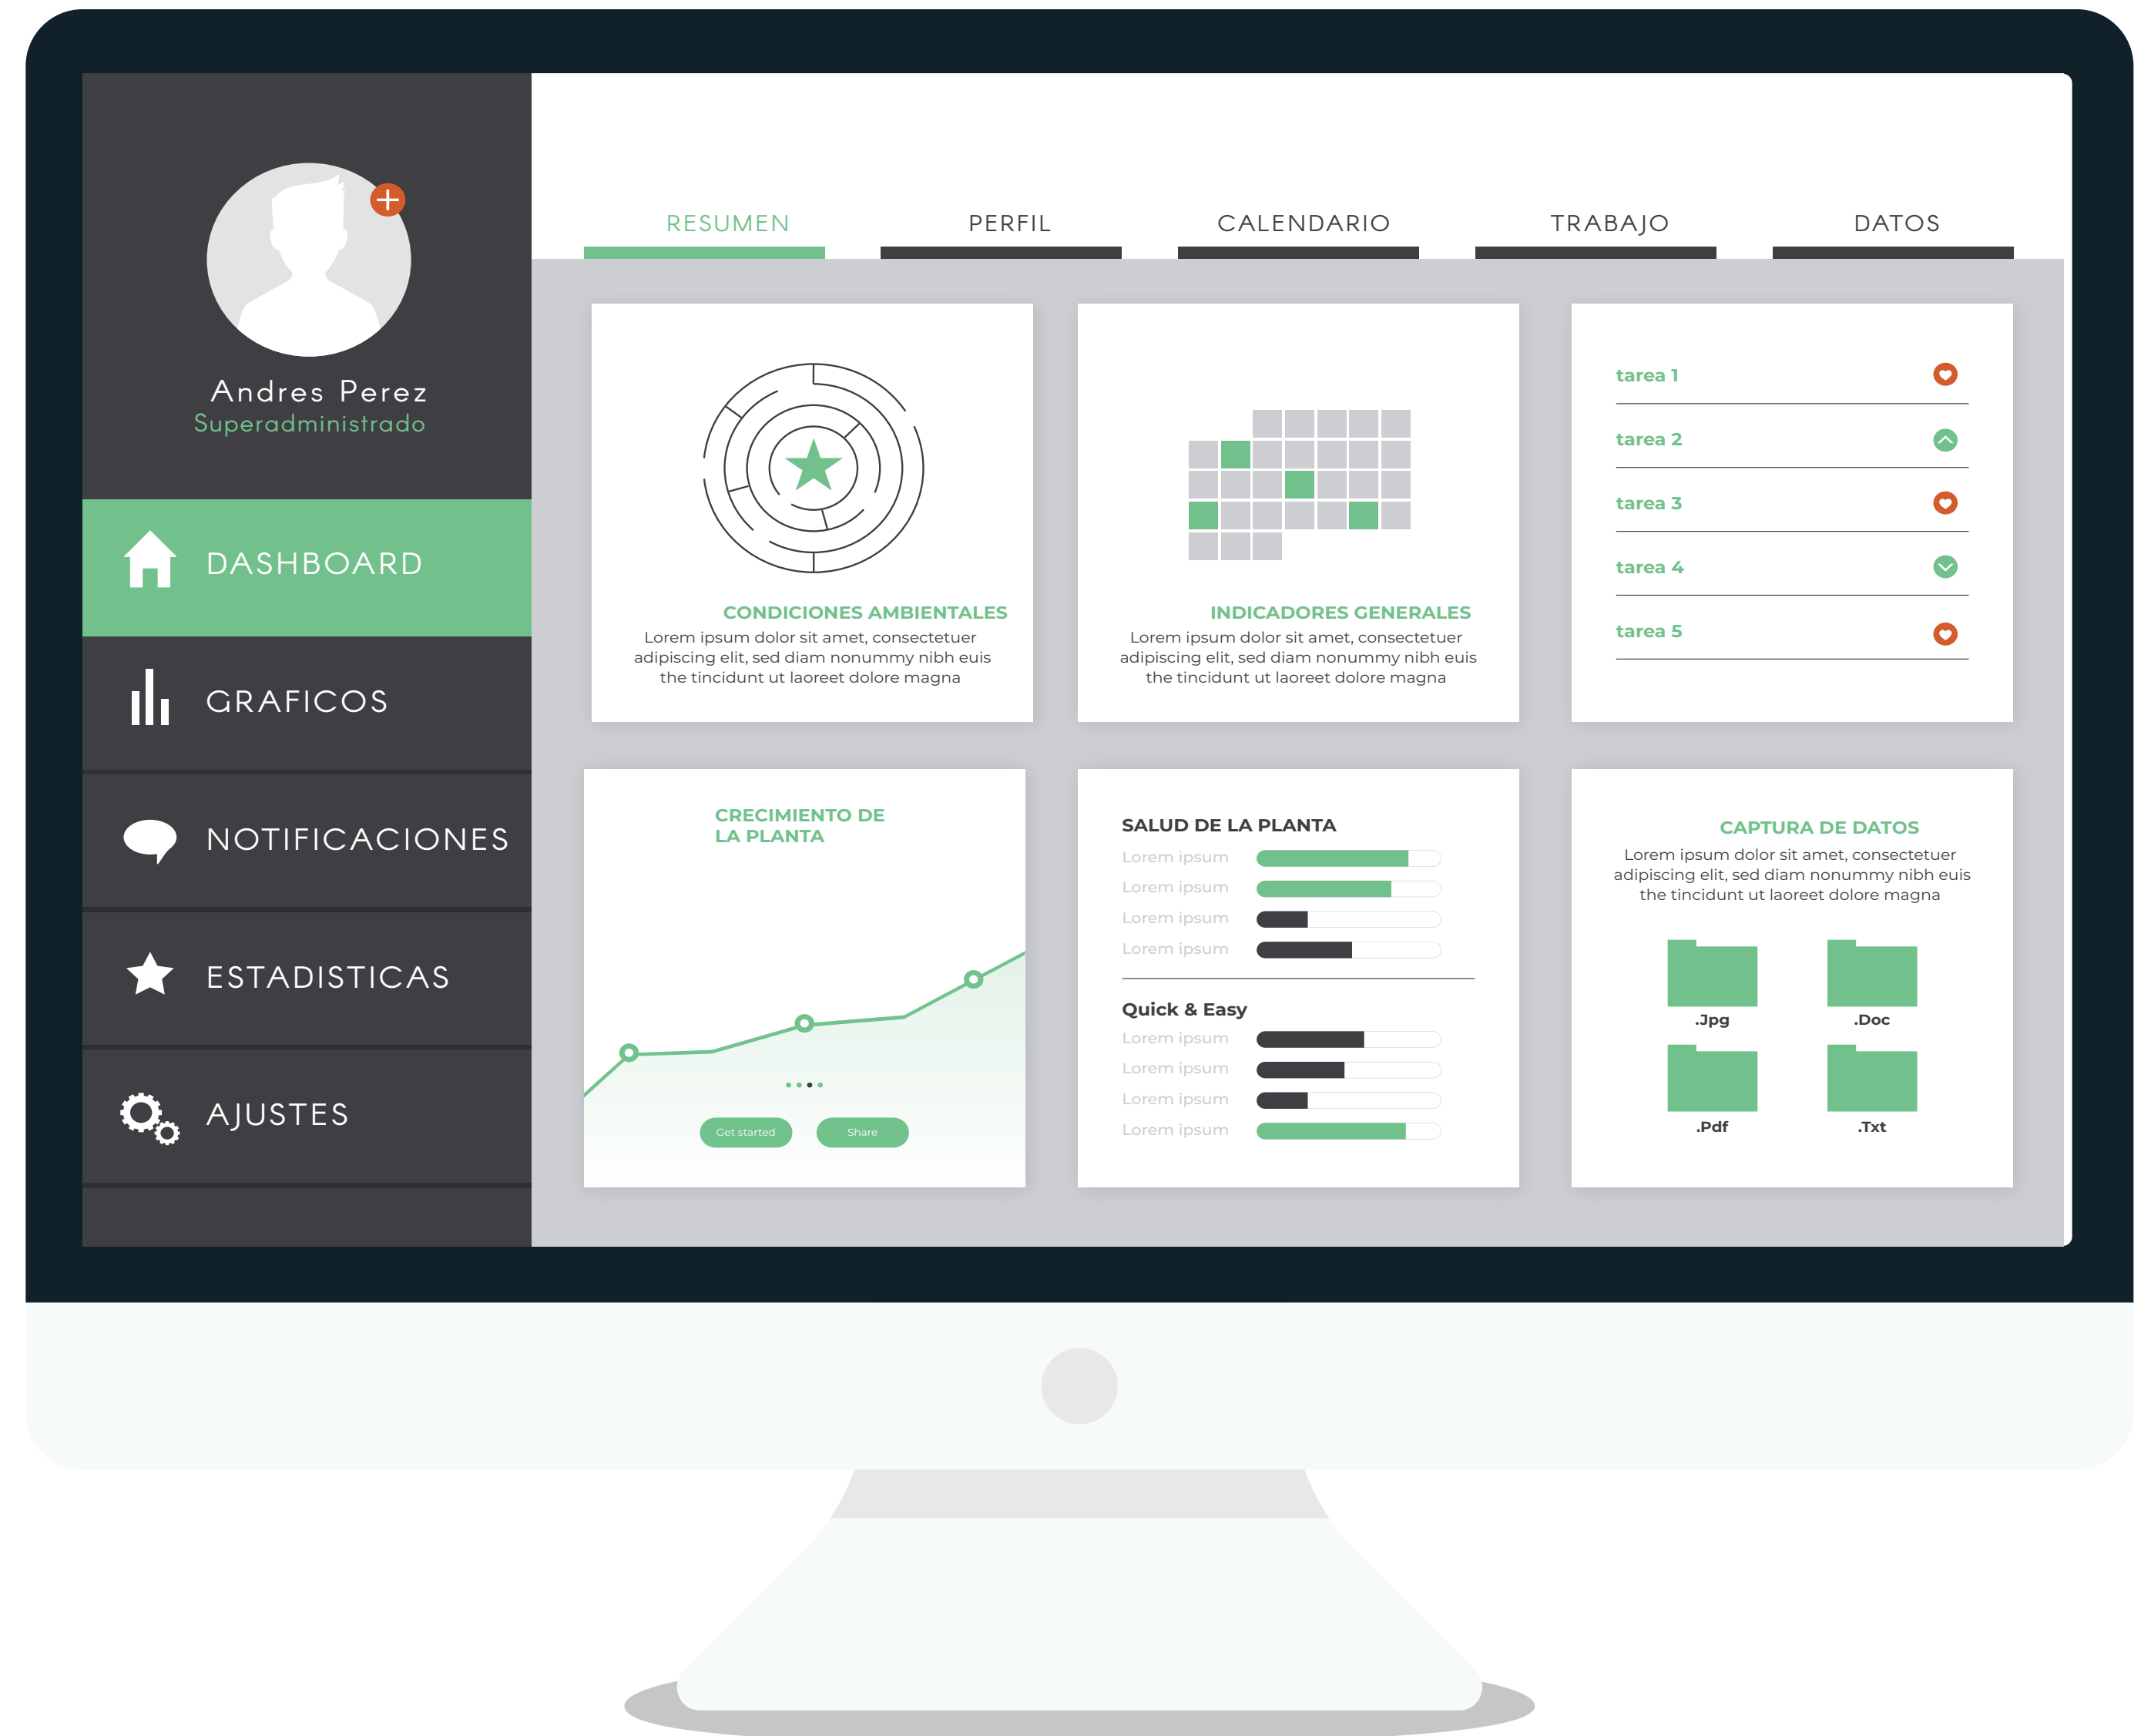 Andres Perez
Superadministrado
DASHBOARD
GRAFICOS
NOTIFICACIONES
ESTADISTICAS
AJUSTES
RESUMEN
PERFIL
CALENDARIO
TRABAJO
DATOS
CONDICIONES AMBIENTALES
Lorem ipsum dolor sit amet, consectetuer
adipiscing elit, sed diam nonummy nibh euis
the tincidunt ut laoreet dolore magna
INDICADORES GENERALES
Lorem ipsum dolor sit amet, consectetuer
adipiscing elit, sed diam nonummy nibh euis
the tincidunt ut laoreet dolore magna
tarea 1
tarea 2
tarea 3
tarea 4
tarea 5
CRECIMIENTO DE
LA PLANTA
Get started
Share
SALUD DE LA PLANTA
Lorem ipsum
Lorem ipsum
Lorem ipsum
Lorem ipsum
Quick & Easy
Lorem ipsum
Lorem ipsum
Lorem ipsum
Lorem ipsum
CAPTURA DE DATOS
Lorem ipsum dolor sit amet, consectetuer
adipiscing elit, sed diam nonummy nibh euis
the tincidunt ut laoreet dolore magna
.Jpg
.Doc
.Pdf
.Txt